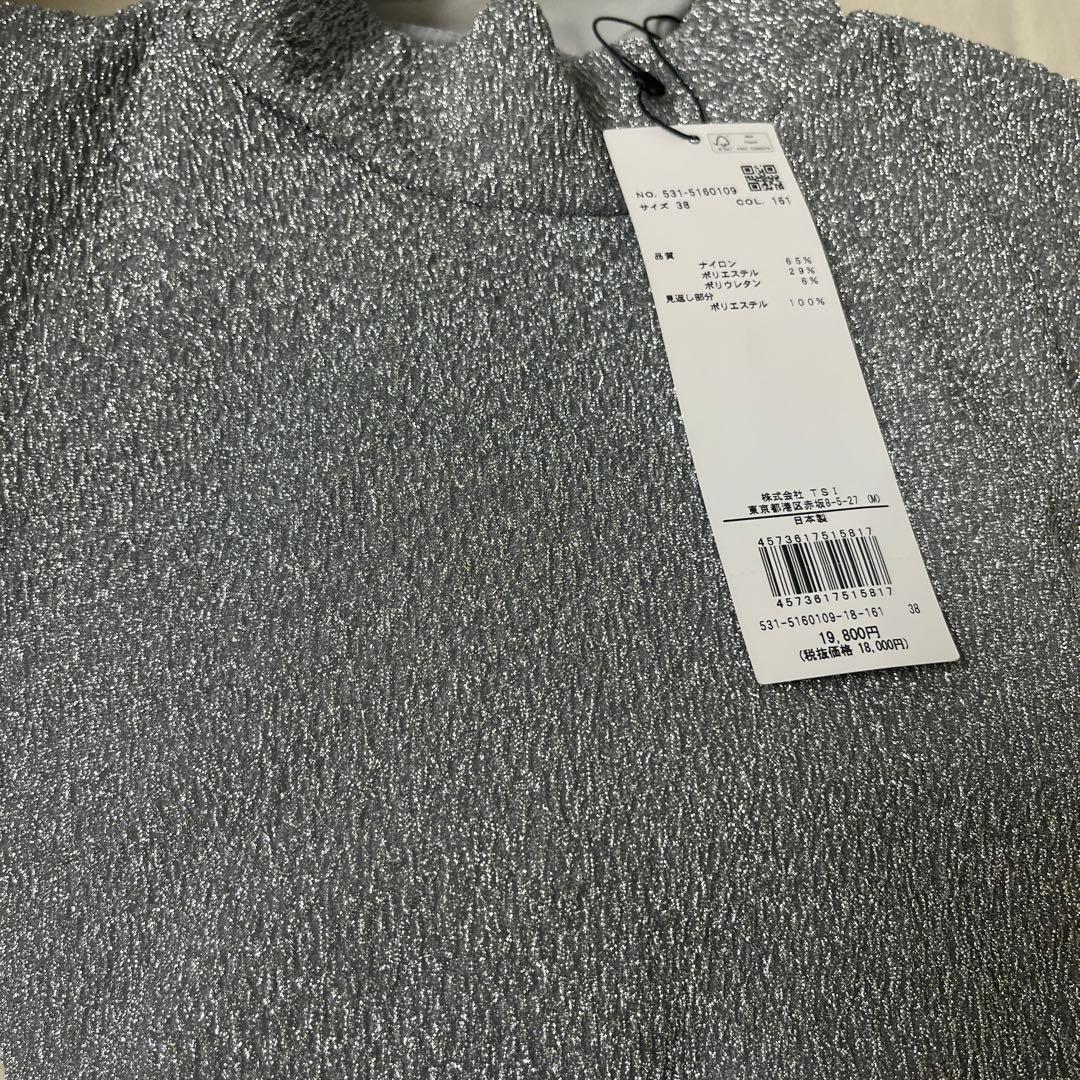 NO. 531-5160109
サイズ 38 COL. 161
品質
ナイロン 65%
ポリエステル 29%
ポリウレタン 6%
見返し部分
ポリエステル 100%
株式会社 TSI
東京都港区赤坂8-5-27 (M)
日本製
4573617515817
4573617515817
531-5160109-18-161 38
19,800円
(税抜価格 18,000円)